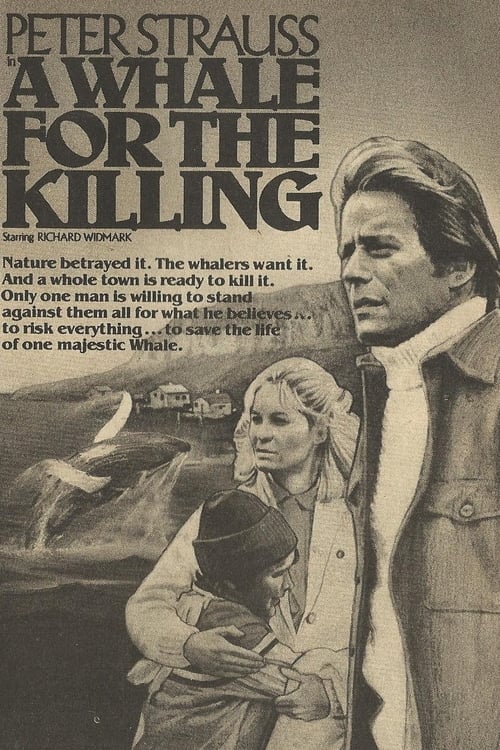 PETER STRAUSS
in
A WHALE
FOR THE
KILLING
Starring RICHARD WIDMARK
Nature betrayed it. The whalers want it.
And a whole town is ready to kill it.
Only one man is willing to stand
against them all for what he believes...
to risk everything...to save the life
of one majestic Whale.